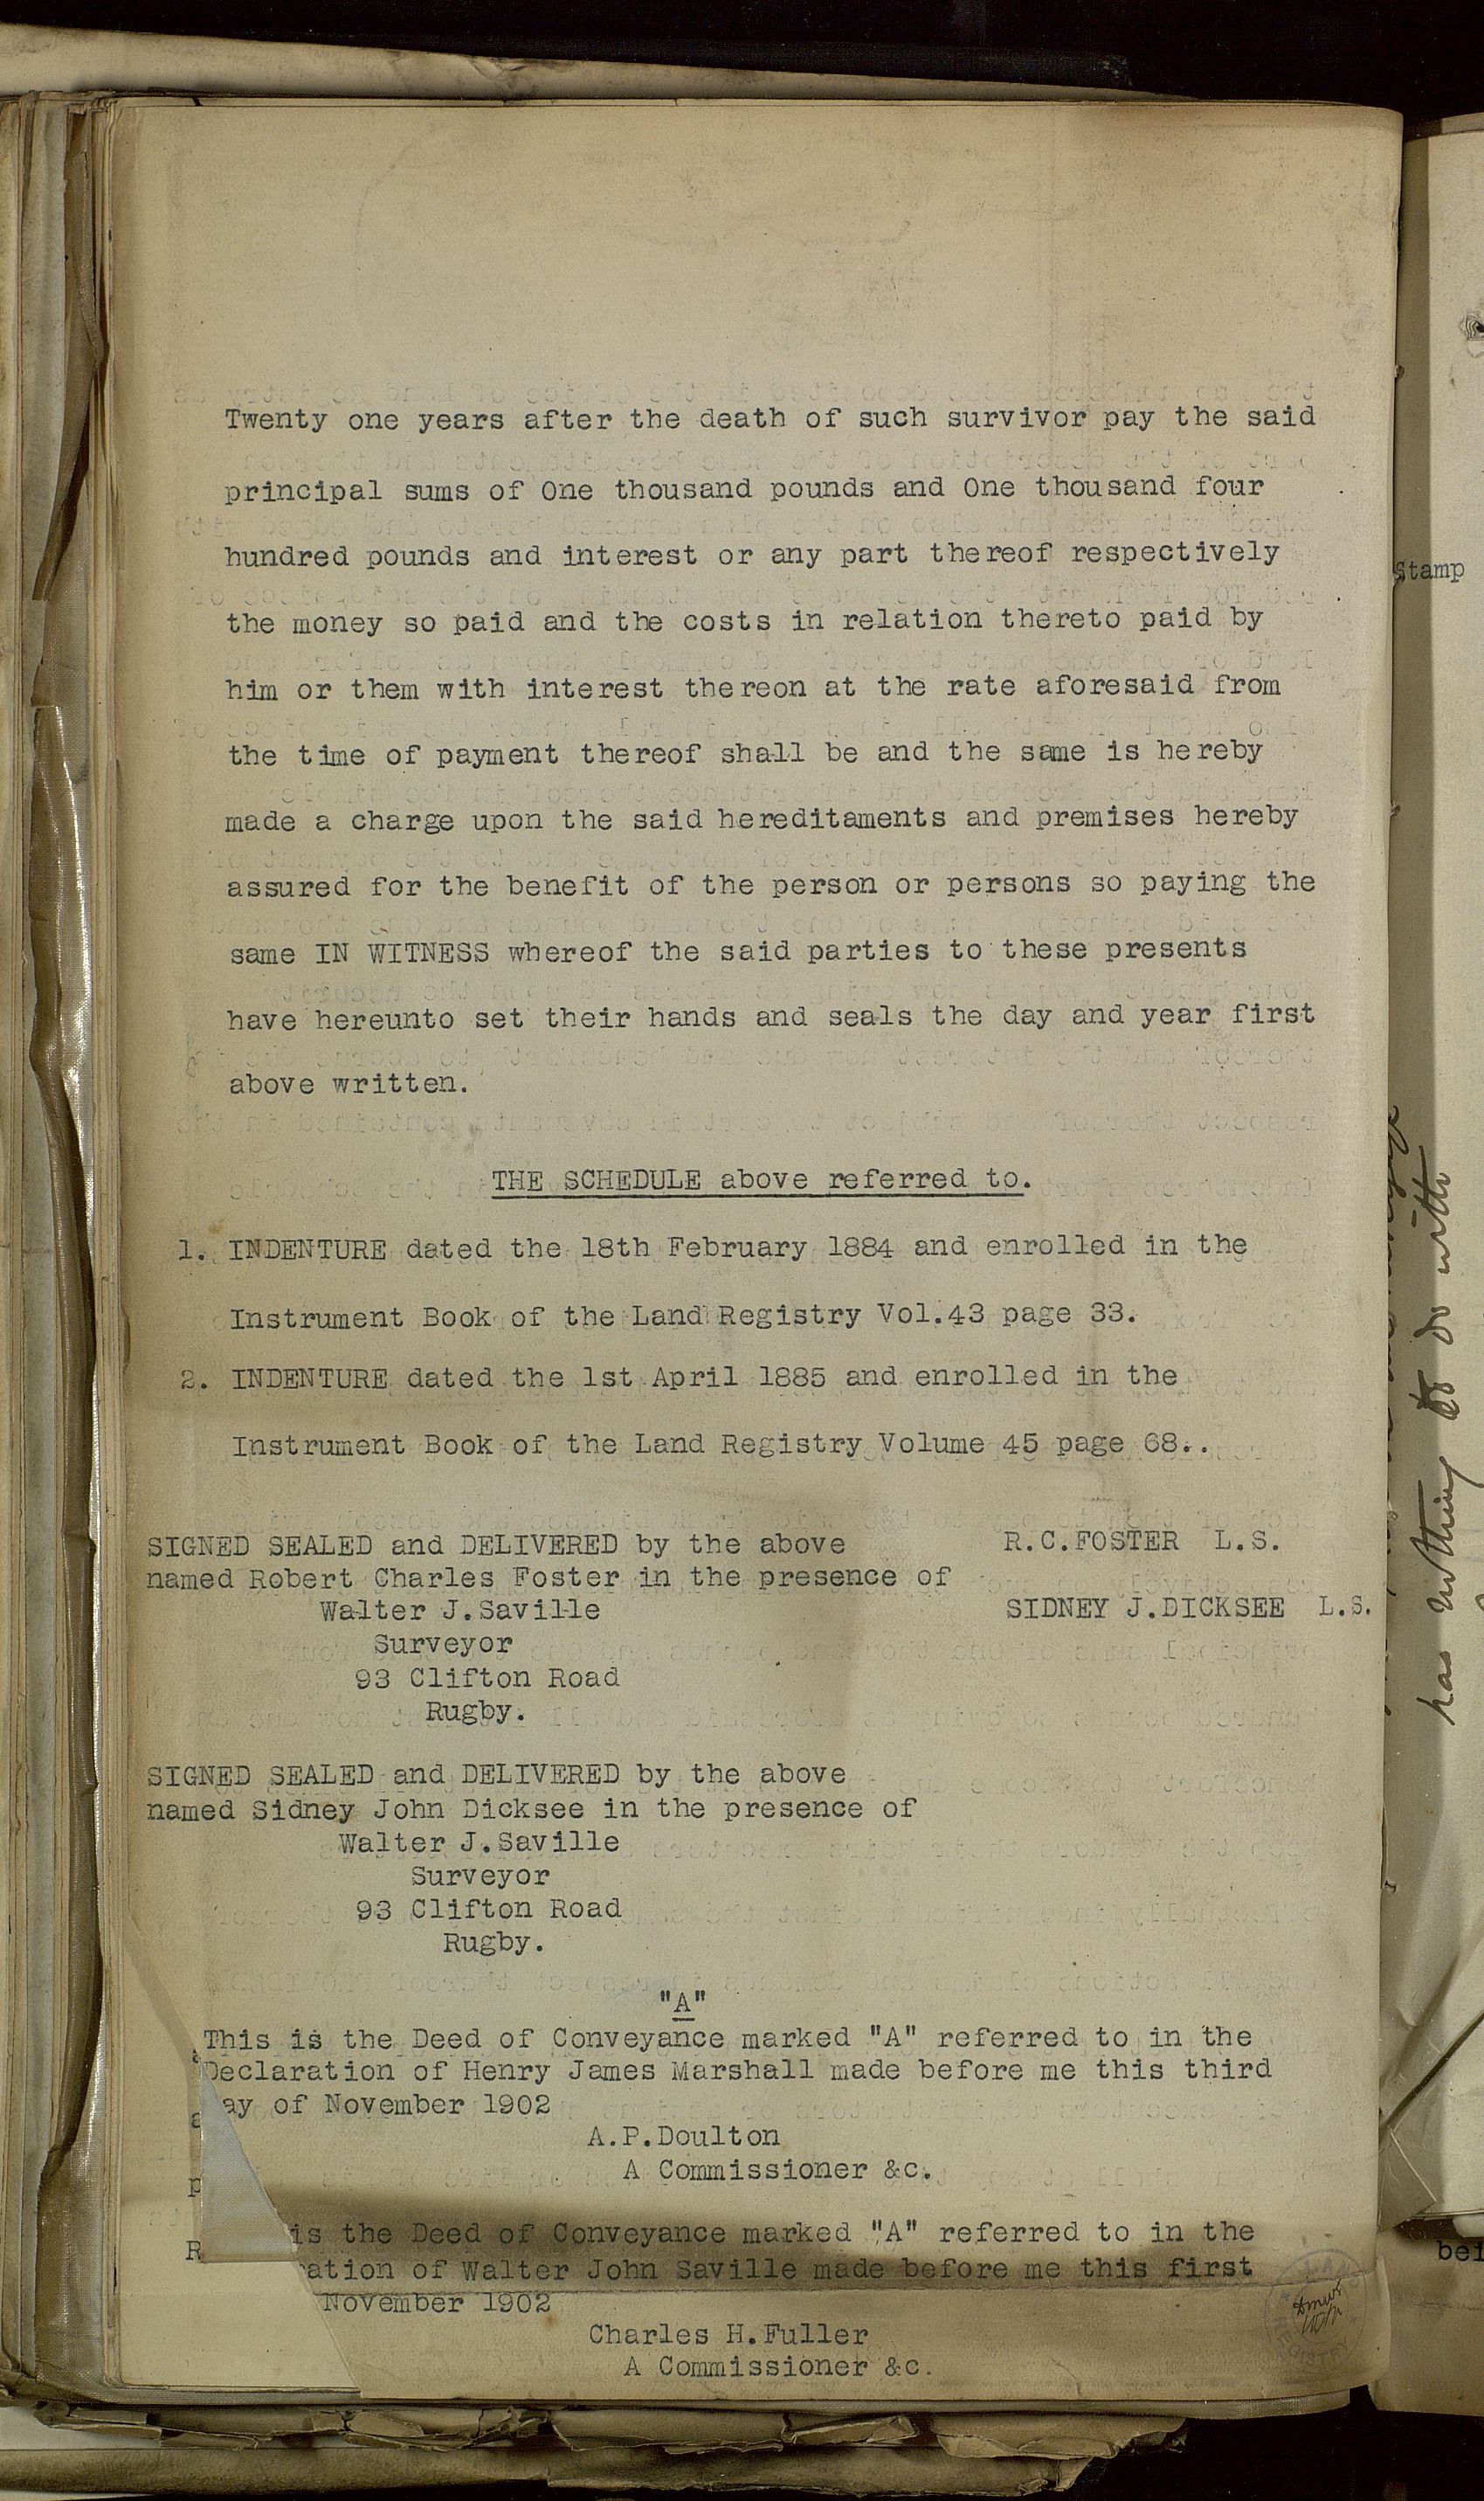 Twenty one years after the death of such survivor pay the said
principal sums of One thousand pounds and One thousand four
hundred pounds and interest or any part thereof respectively
the money so paid and the costs in relation thereto paid by
him or them with interest thereon at the rate aforesaid from
the time of payment thereof shall be and the same is hereby
made a charge upon the said hereditaments and premises hereby
assured for the benefit of the person or persons so paying the
same IN WITNESS whereof the said parties to these presents
have hereunto set their hands and seals the day and year first
above written.
THE SCHEDULE above referred to.
1. INDENTURE dated the 18th February 1884 and enrolled in the
Instrument Book of the Land Registry Vol.43 page 33.
2. INDENTURE dated the 1st April 1885 and enrolled in the
Instrument Book of the Land Registry Volume 45 page 68..
SIGNED SEALED and DELIVERED by the above R.C.FOSTER L.S.
named Robert Charles Foster in the presence of
Walter J.Saville SIDNEY J.DICKSEE L.S.
Surveyor
93 Clifton Road
Rugby.
SIGNED SEALED and DELIVERED by the above
named Sidney John Dicksee in the presence of
Walter J.Saville
Surveyor
93 Clifton Road
Rugby.
"A"
This is the Deed of Conveyance marked "A" referred to in the
Declaration of Henry James Marshall made before me this third
ay of November 1902
A.P.Doulton
A Commissioner &c.
is the Deed of Conveyance marked "A" referred to in the
ration of Walter John Saville made before me this first
November 1902
Charles H.Fuller
A Commissioner &c.
Stamp
has nothing to do with
bei